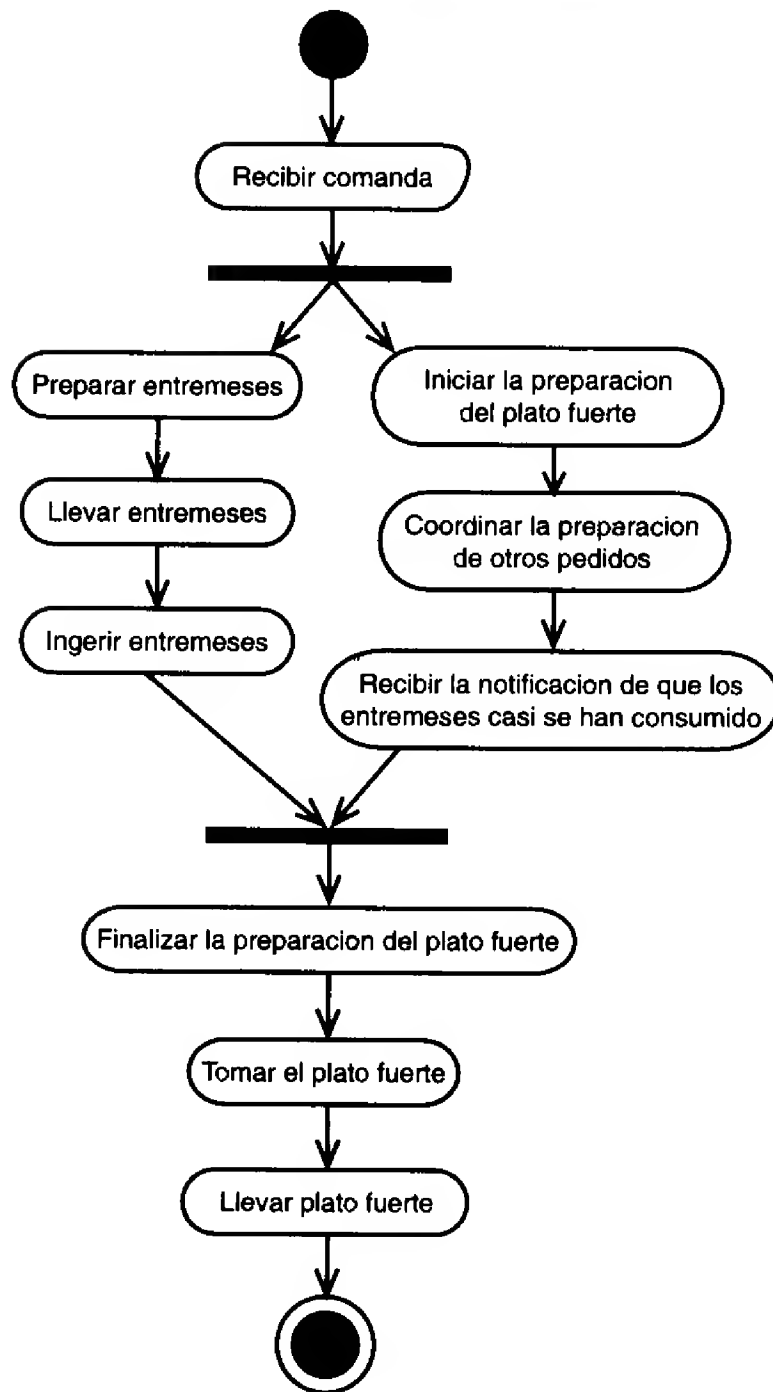 Recibir comanda
Preparar entremeses
Llevar entremeses
Ingerir entremeses
Iniciar la preparacion
del plato fuerte
Coordinar la preparacion
de otros pedidos
Recibir la notificacion de que los
entremeses casi se han consumido
Finalizar la preparacion del plato fuerte
Tomar el plato fuerte
Llevar plato fuerte